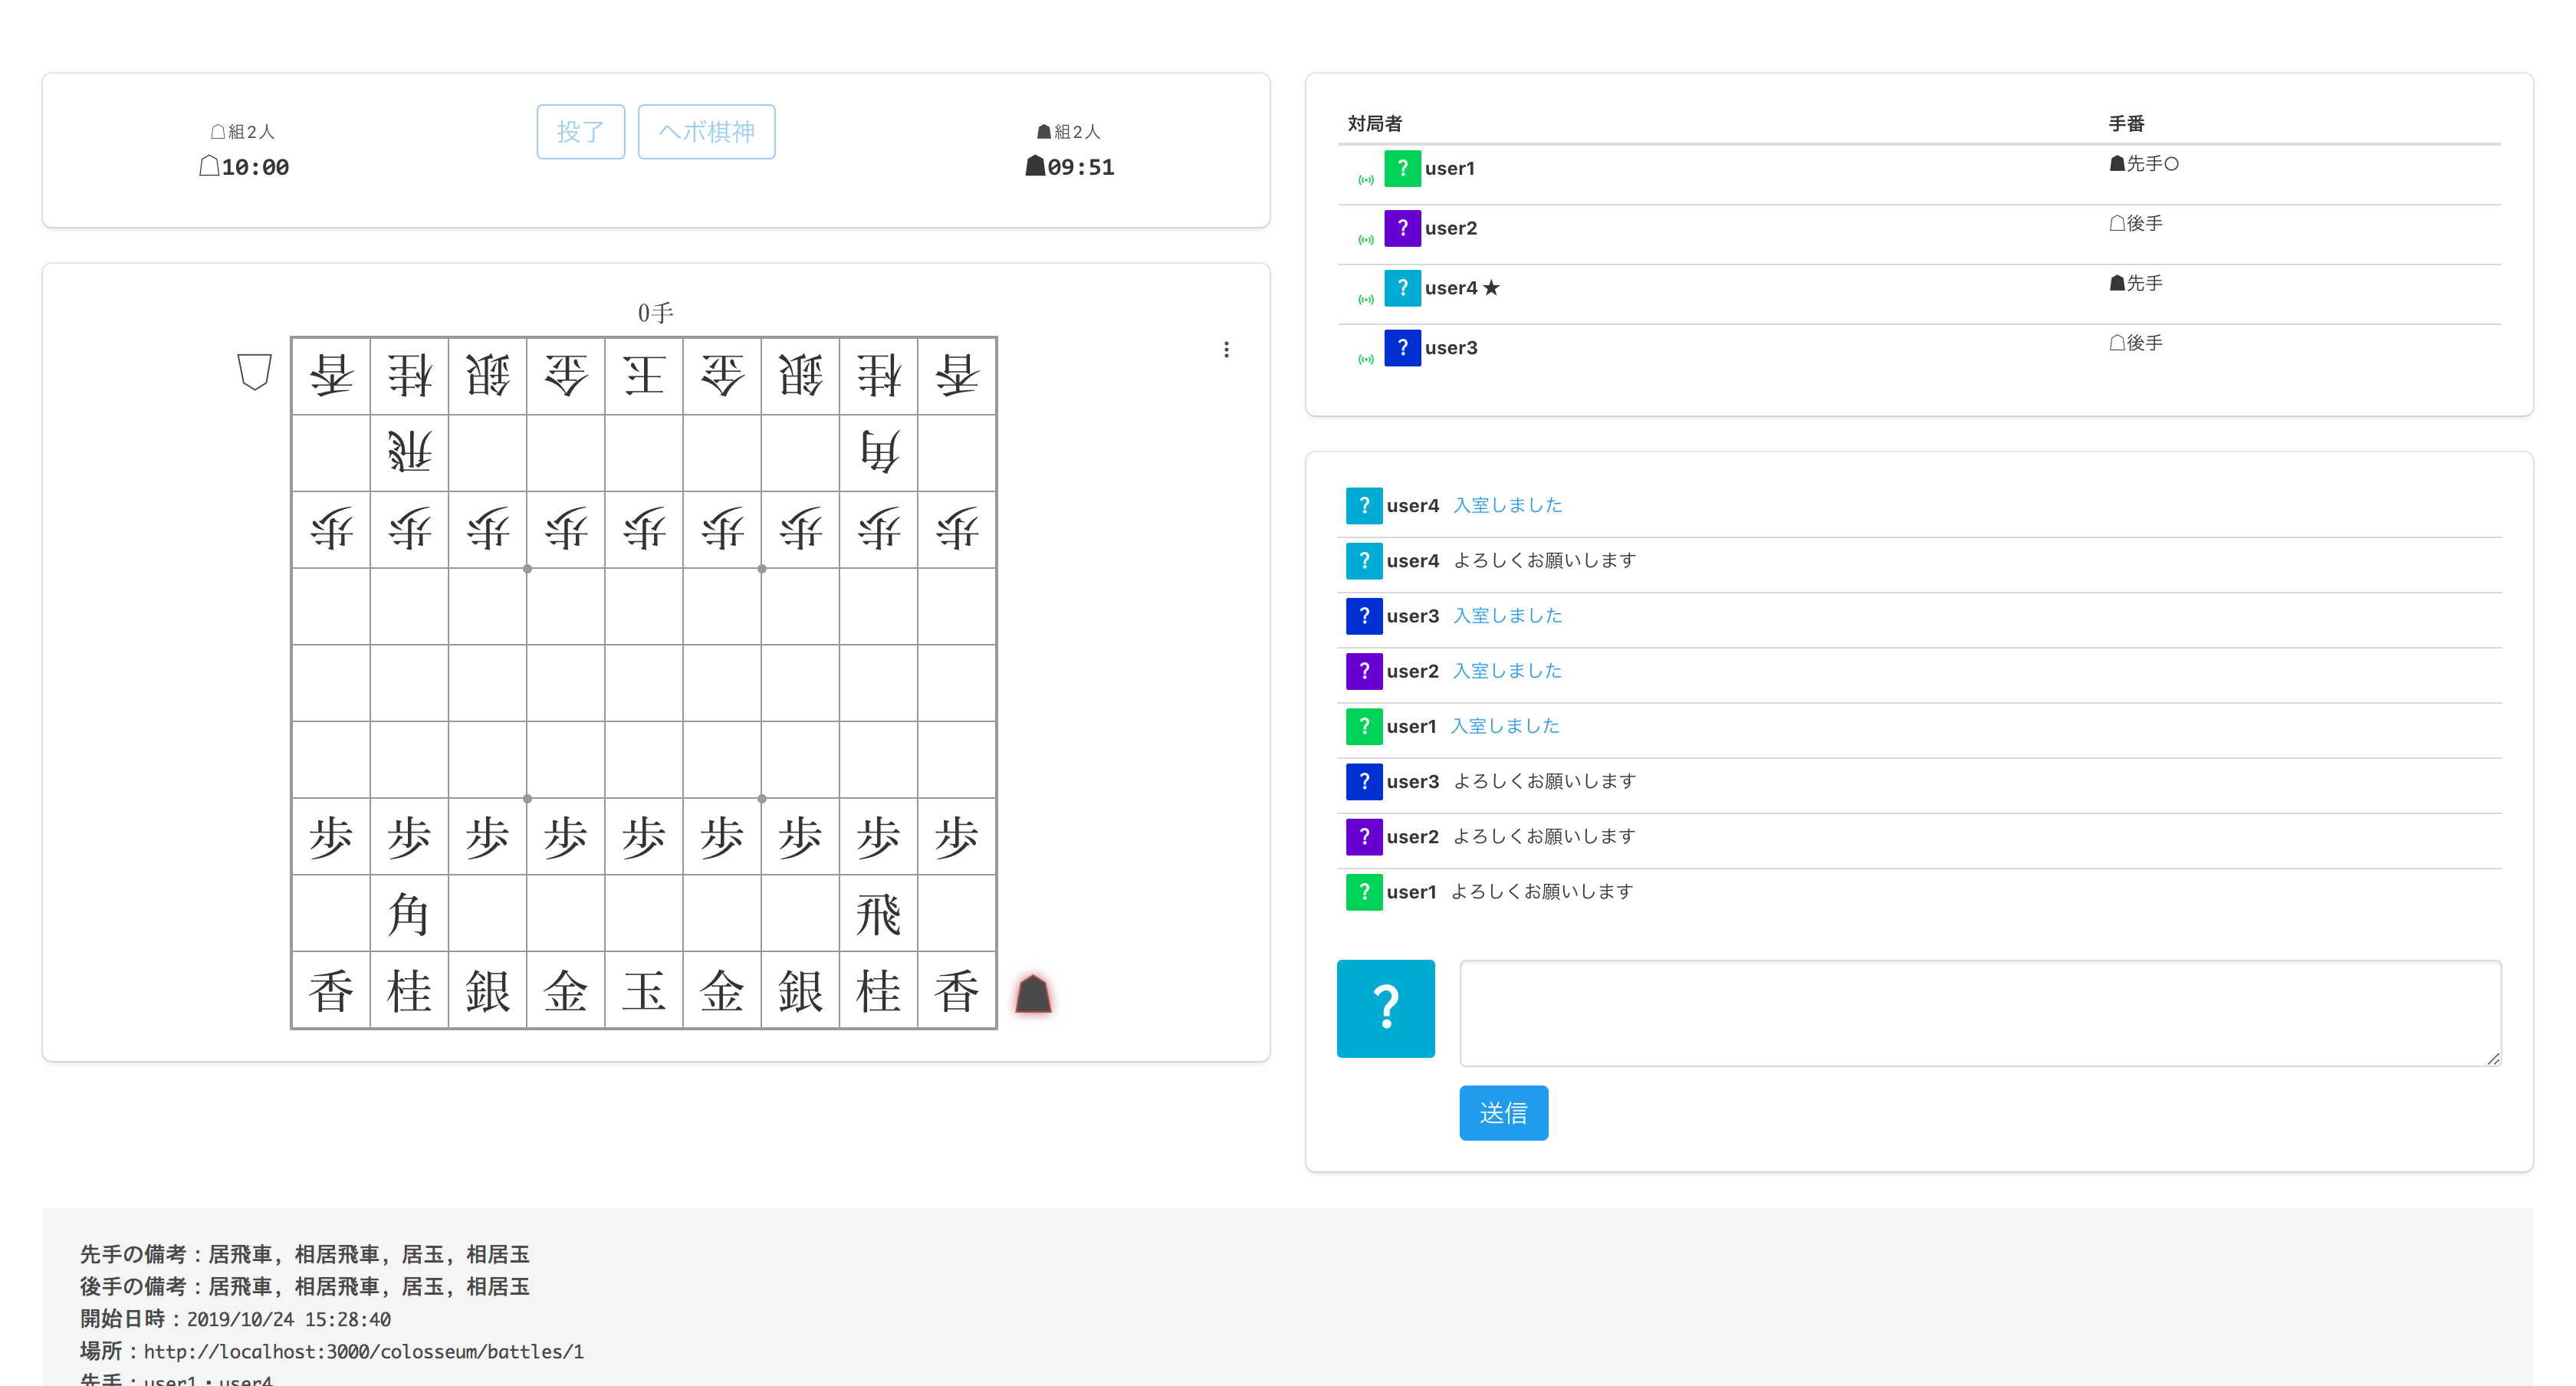 ☖組2人
☖10:00
投了
ヘボ棋神
☗組2人
☗09:51
0手
香桂銀金王金銀桂香
飛角
歩歩歩歩歩歩歩歩歩
歩歩歩歩歩歩歩歩歩
角飛
香桂銀金玉金銀桂香
対局者 手番
? user1 ☗先手○
? user2 ☖後手
? user4 ★ ☗先手
? user3 ☖後手
? user4 入室しました
? user4 よろしくお願いします
? user3 入室しました
? user2 入室しました
? user1 入室しました
? user3 よろしくお願いします
? user2 よろしくお願いします
? user1 よろしくお願いします
?
送信
先手の備考：居飛車, 相居飛車, 居玉, 相居玉
後手の備考：居飛車, 相居飛車, 居玉, 相居玉
開始日時：2019/10/24 15:28:40
場所：http://localhost:3000/colosseum/battles/1
先手：user1・user4